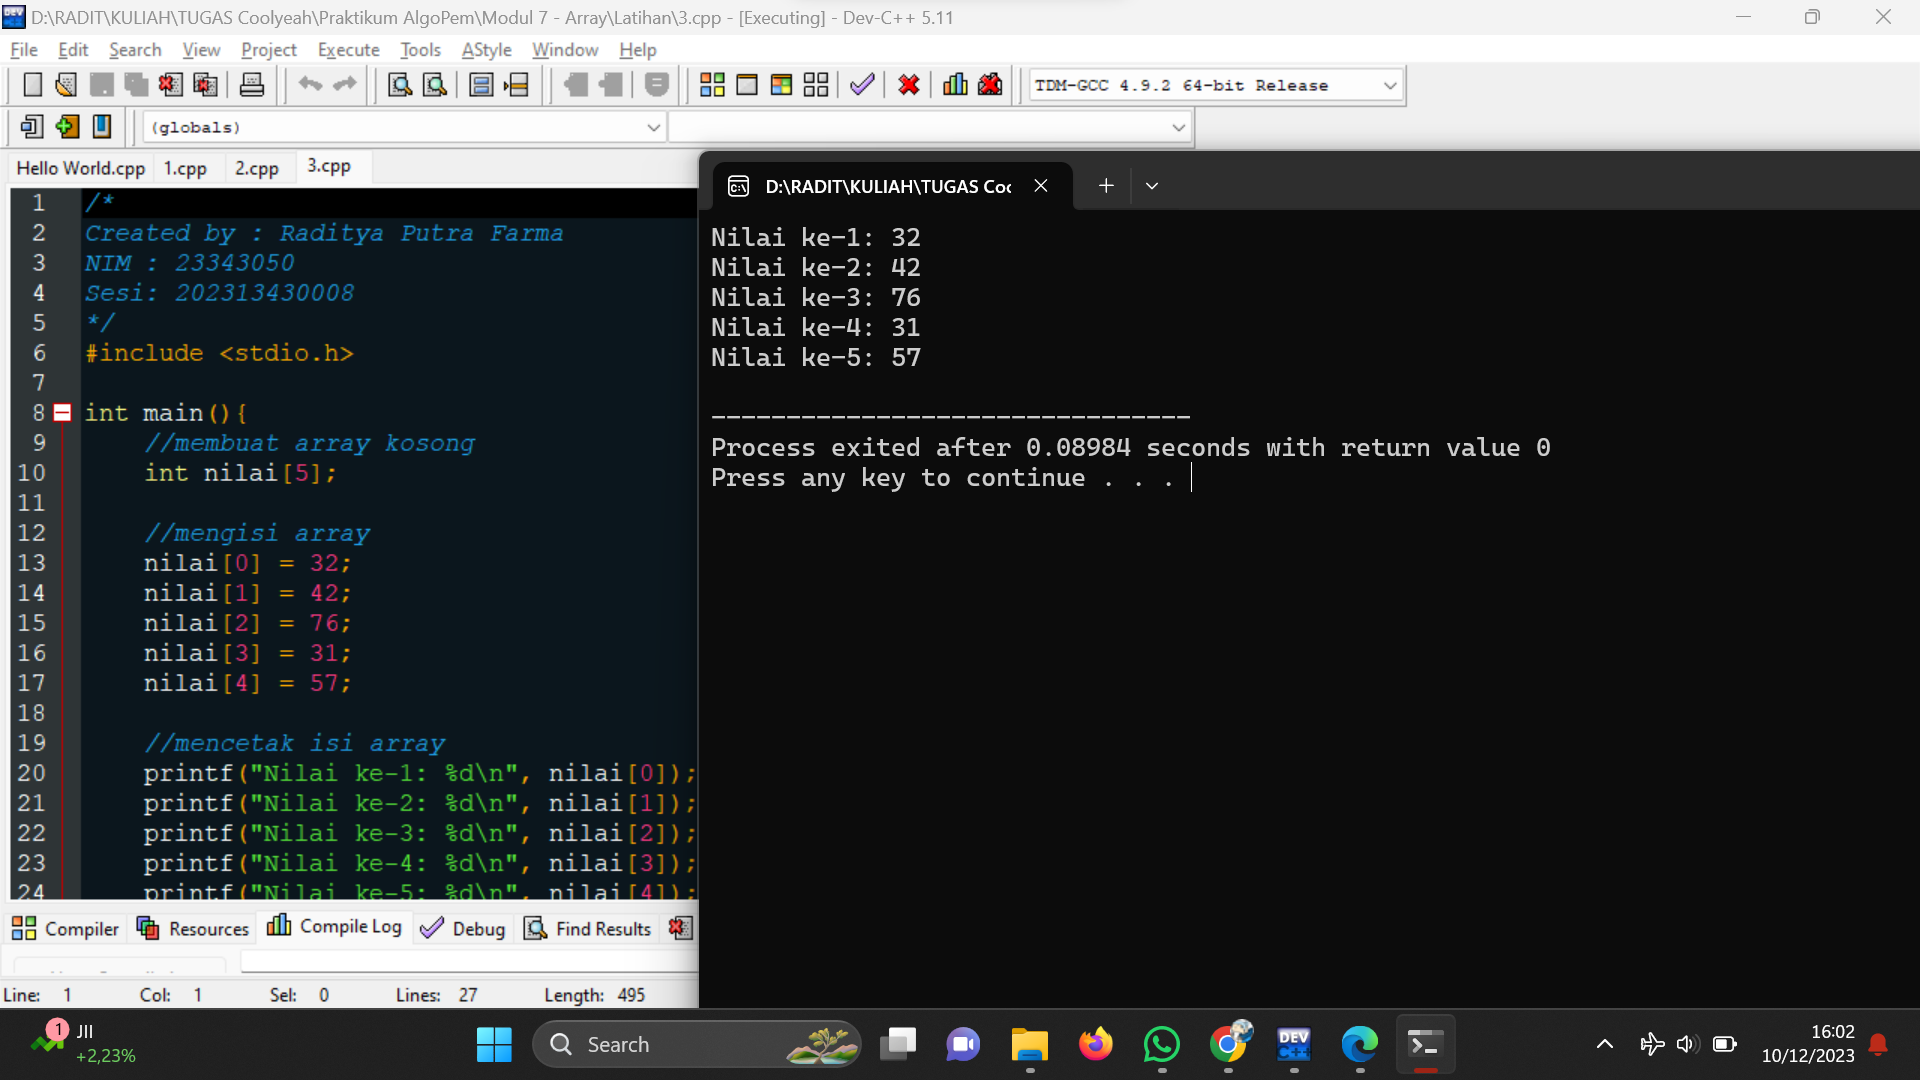 D:\RADIT\KULIAH\TUGAS Coolyeah\Praktikum AlgoPem\Modul 7 - Array\Latihan\3.cpp - [Executing] - Dev-C++ 5.11
File Edit Search View Project Execute Tools AStyle Window Help
TDM-GCC 4.9.2 64-bit Release
(globals)
Hello World.cpp 1.cpp 2.cpp 3.cpp
1 /*
2 Created by : Raditya Putra Farma
3 NIM : 23343050
4 Sesi: 202313430008
5 */
6 #include <stdio.h>
7
8 int main(){
9 //membuat array kosong
10 int nilai[5];
11
12 //mengisi array
13 nilai[0] = 32;
14 nilai[1] = 42;
15 nilai[2] = 76;
16 nilai[3] = 31;
17 nilai[4] = 57;
18
19 //mencetak isi array
20 printf("Nilai ke-1: %d\n", nilai[0]);
21 printf("Nilai ke-2: %d\n", nilai[1]);
22 printf("Nilai ke-3: %d\n", nilai[2]);
23 printf("Nilai ke-4: %d\n", nilai[3]);
24 printf("Nilai ke-5: %d\n", nilai[4]);
D:\RADIT\KULIAH\TUGAS Coo
Nilai ke-1: 32
Nilai ke-2: 42
Nilai ke-3: 76
Nilai ke-4: 31
Nilai ke-5: 57
--------------------------------
Process exited after 0.08984 seconds with return value 0
Press any key to continue . . .
Compiler Resources Compile Log Debug Find Results
Line: 1 Col: 1 Sel: 0 Lines: 27 Length: 495
1 JII
+2,23%
Search
DEV
C++
16:02
10/12/2023